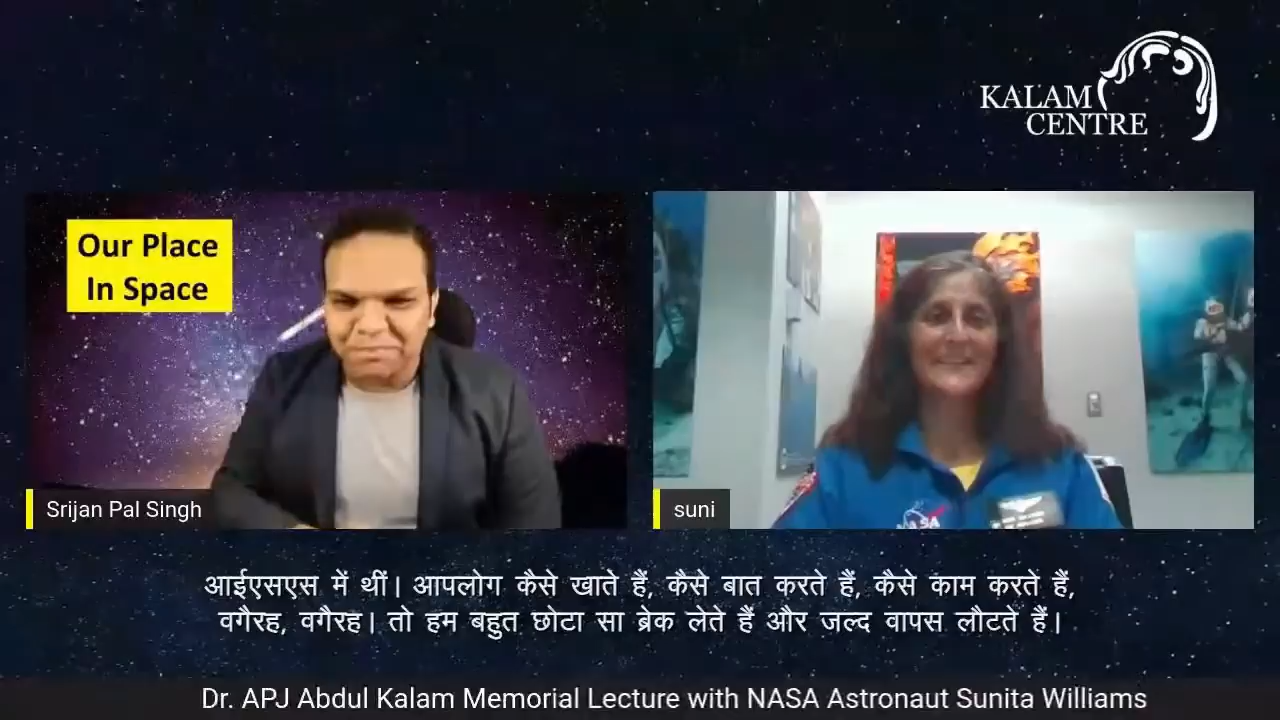 KALAM
CENTRE
Our Place
In Space
Srijan Pal Singh
suni
NASA
आईएसएस में थीं। आपलोग कैसे खाते हैं, कैसे बात करते हैं, कैसे काम करते हैं,
वगैरह, वगैरह। तो हम बहुत छोटा सा ब्रेक लेते हैं और जल्द वापस लौटते हैं।
Dr. APJ Abdul Kalam Memorial Lecture with NASA Astronaut Sunita Williams